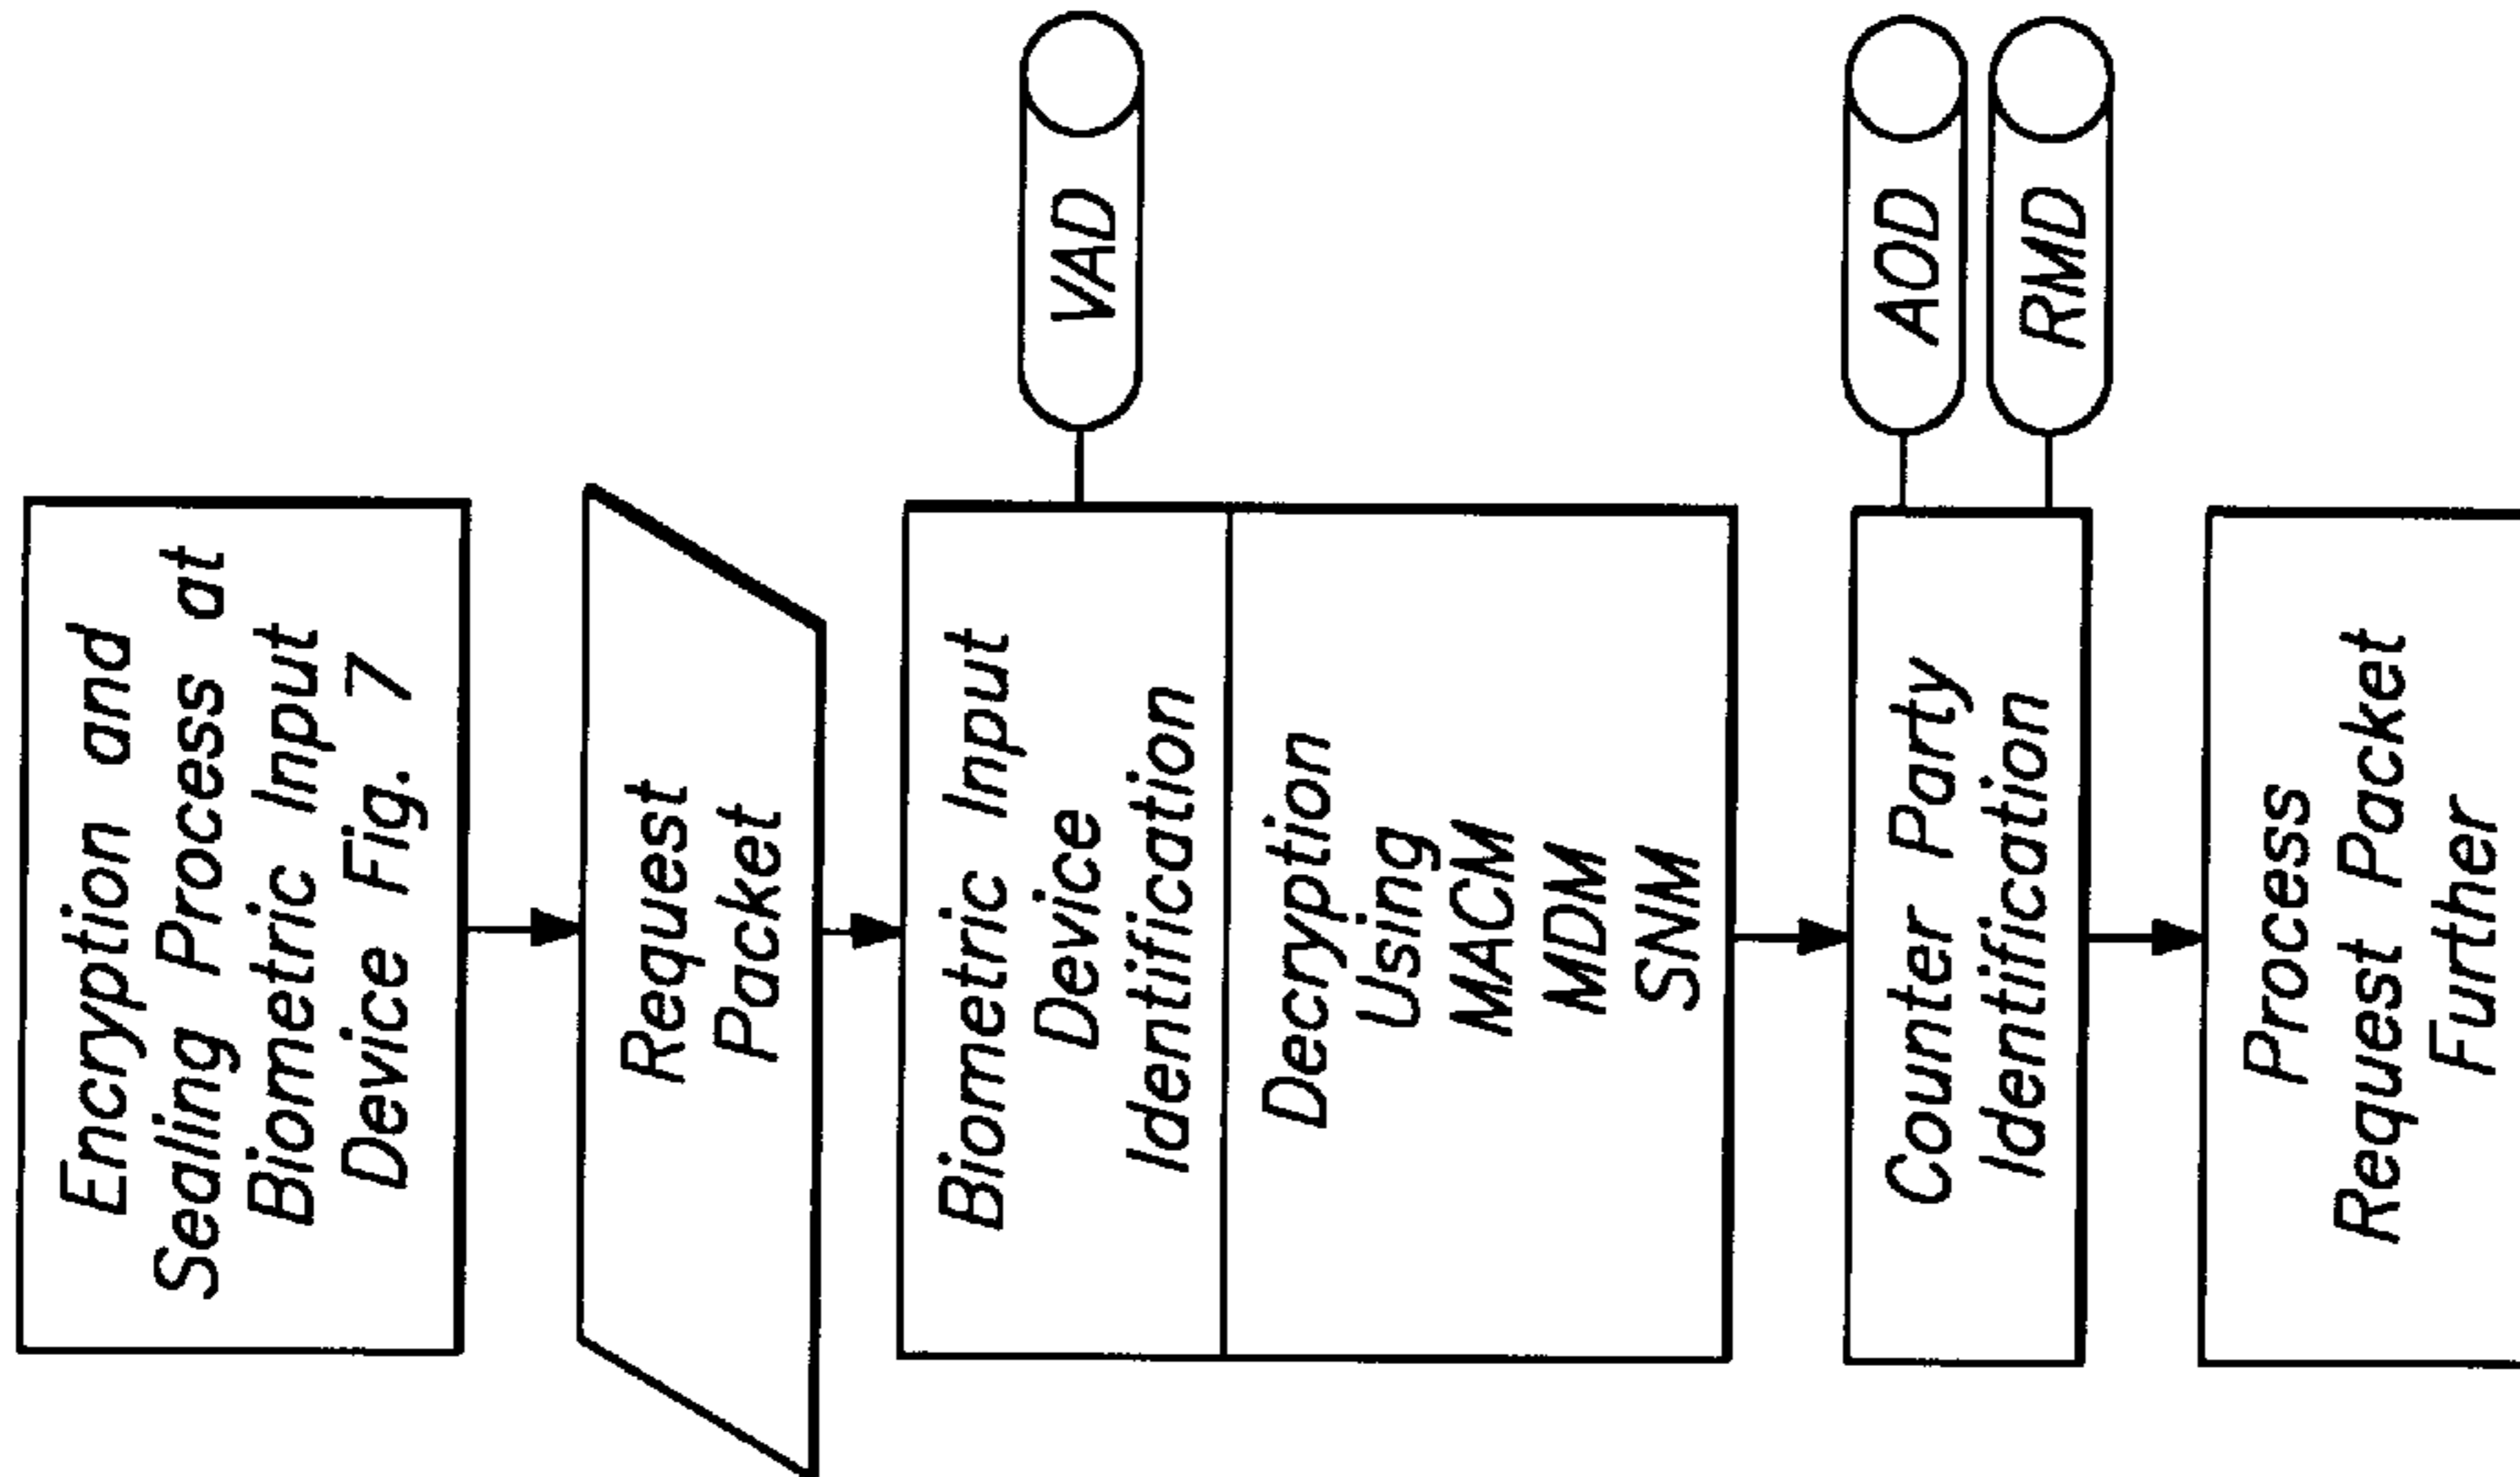 Encryption and
Sealing Process at
Biometric Input
Device Fig. 7
Request
Packet
Biometric Input
Device
Identification
VAD
Decryption
Using
MACM
MDM
SNM
Counter Party
Identification
AOD
RMD
Process
Request Packet
Further